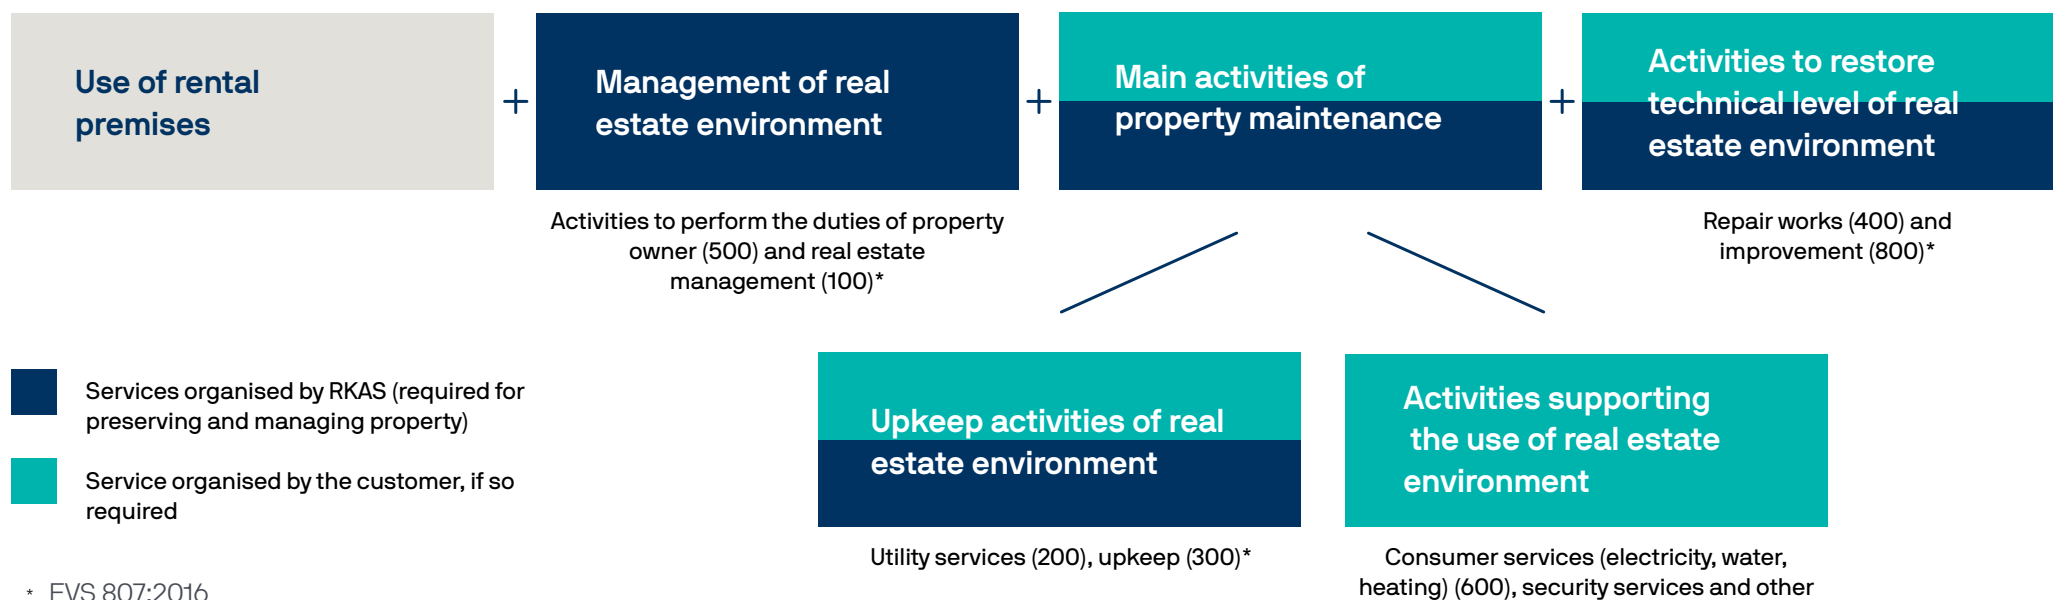 Use of rental
premises
+
Management of real
estate environment
+
Main activities of
property maintenance
+
Activities to restore
technical level of real
estate environment
Activities to perform the duties of property
owner (500) and real estate
management (100)*
Repair works (400) and
improvement (800)*
Services organised by RKAS (required for
preserving and managing property)
Service organised by the customer, if so
required
Upkeep activities of real
estate environment
Activities supporting
the use of real estate
environment
Utility services (200), upkeep (300)*
Consumer services (electricity, water,
heating) (600), security services and other
* EVS 807:2016